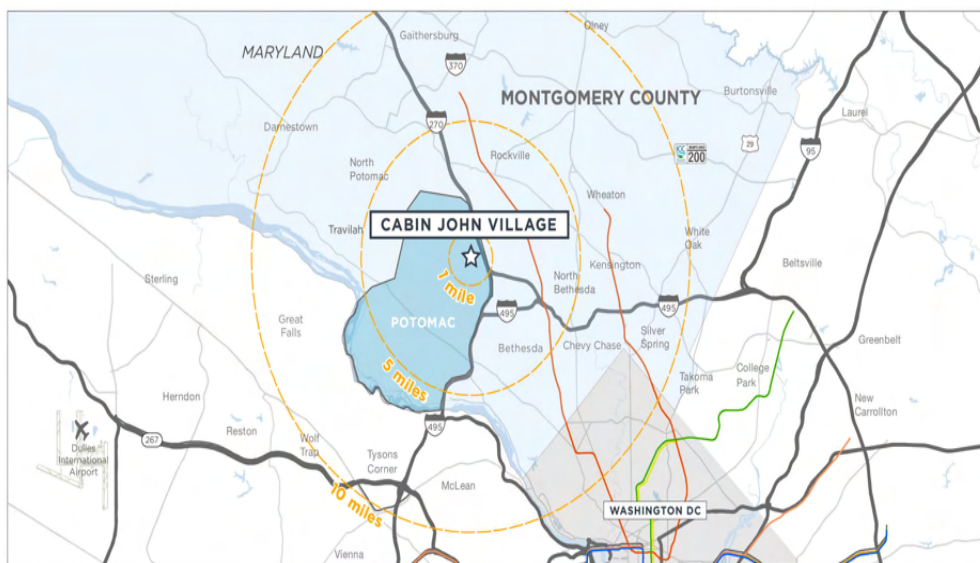 Olney
Gaithersburg
MARYLAND
370
MONTGOMERY COUNTY
Burtonsville
Laurel
Darnestown
270
29
95
200
North
Potomac
Rockville
Wheaton
Travilah
CABIN JOHN VILLAGE
White
Oak
Beltsville
Kensington
North
Bethesda
1 mile
Sterling
Great
Falls
POTOMAC
495
495
Bethesda
Chevy Chase
Silver
Spring
Greenbelt
5 miles
Takoma
Park
College
Park
Herndon
New
Carrollton
495
Reston
Wolf
Trap
267
Dulles
International
Airport
Tysons
Corner
McLean
10 miles
WASHINGTON DC
Vienna